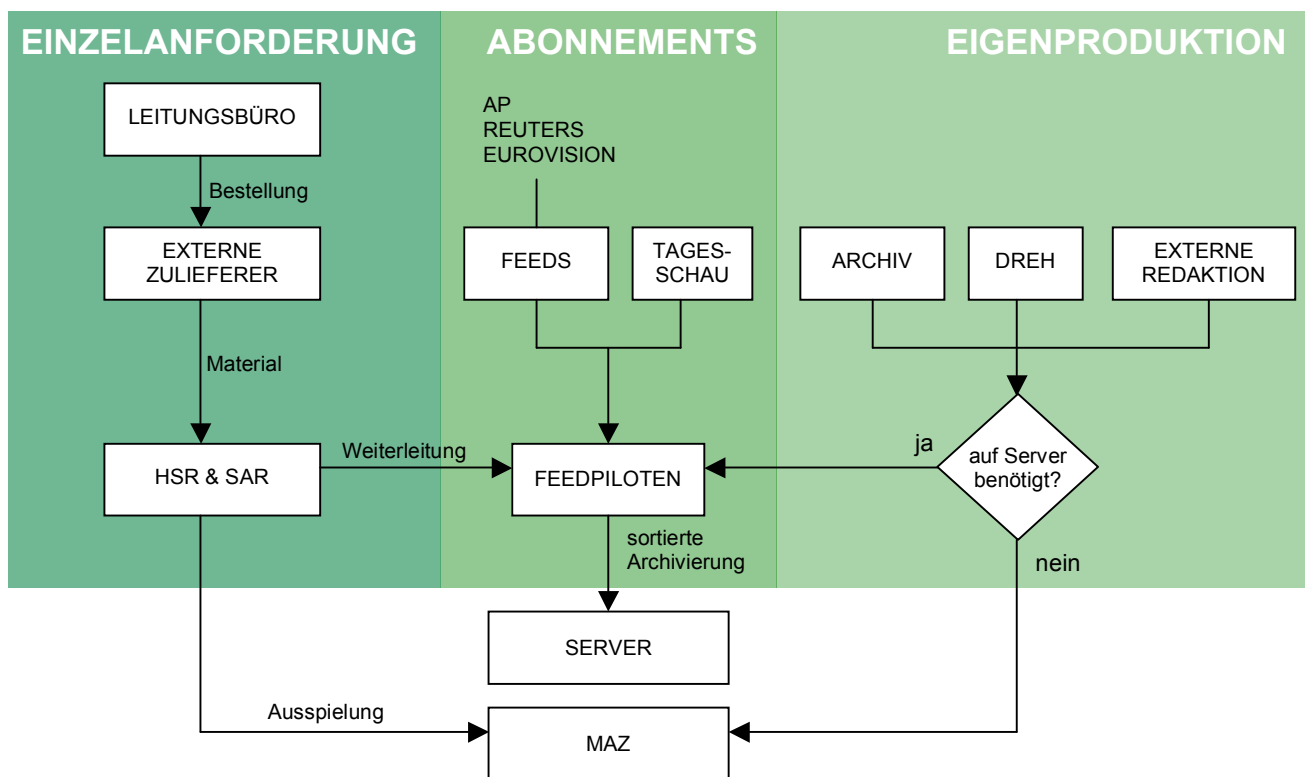 EINZELANFORDERUNG
ABONNEMENTS
EIGENPRODUKTION
LEITUNGSBÜRO
Bestellung
EXTERNE
ZULIEFERER
Material
HSR & SAR
Weiterleitung
Ausspielung
AP
REUTERS
EUROVISION
FEEDS
TAGES-
SCHAU
FEEDPILOTEN
sortierte
Archivierung
SERVER
MAZ
ARCHIV
DREH
EXTERNE
REDAKTION
auf Server
benötigt?
ja
nein